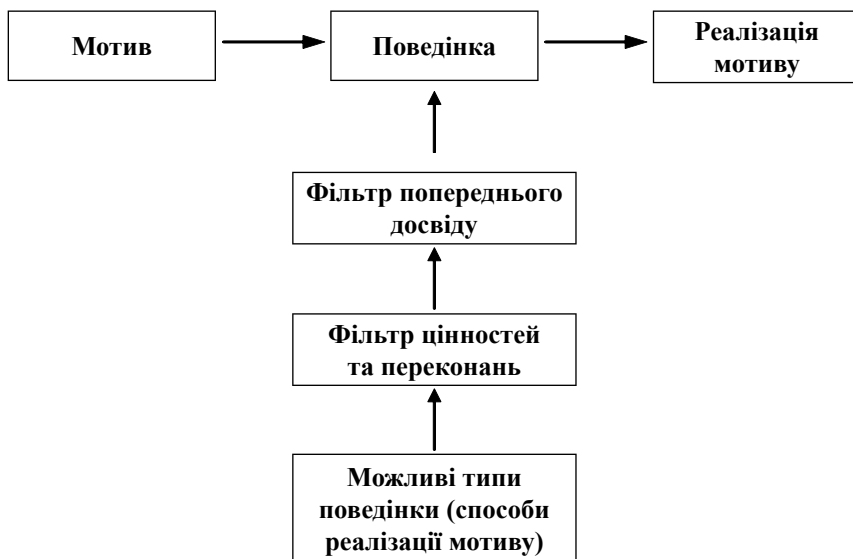 Мотив
Поведінка
Реалізація
мотиву
Фільтр попереднього
досвіду
Фільтр цінностей
та переконань
Можливі типи
поведінки (способи
реалізації мотиву)